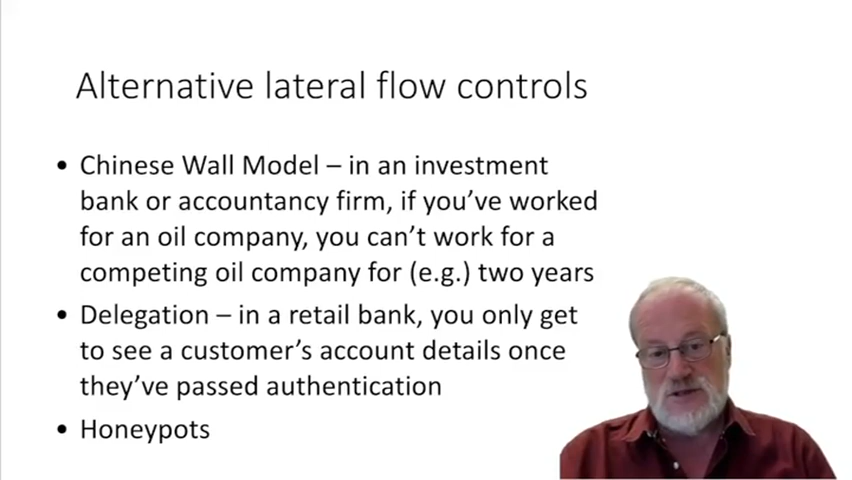 Alternative lateral flow controls
• Chinese Wall Model – in an investment
bank or accountancy firm, if you’ve worked
for an oil company, you can’t work for a
competing oil company for (e.g.) two years
• Delegation – in a retail bank, you only get
to see a customer’s account details once
they’ve passed authentication
• Honeypots